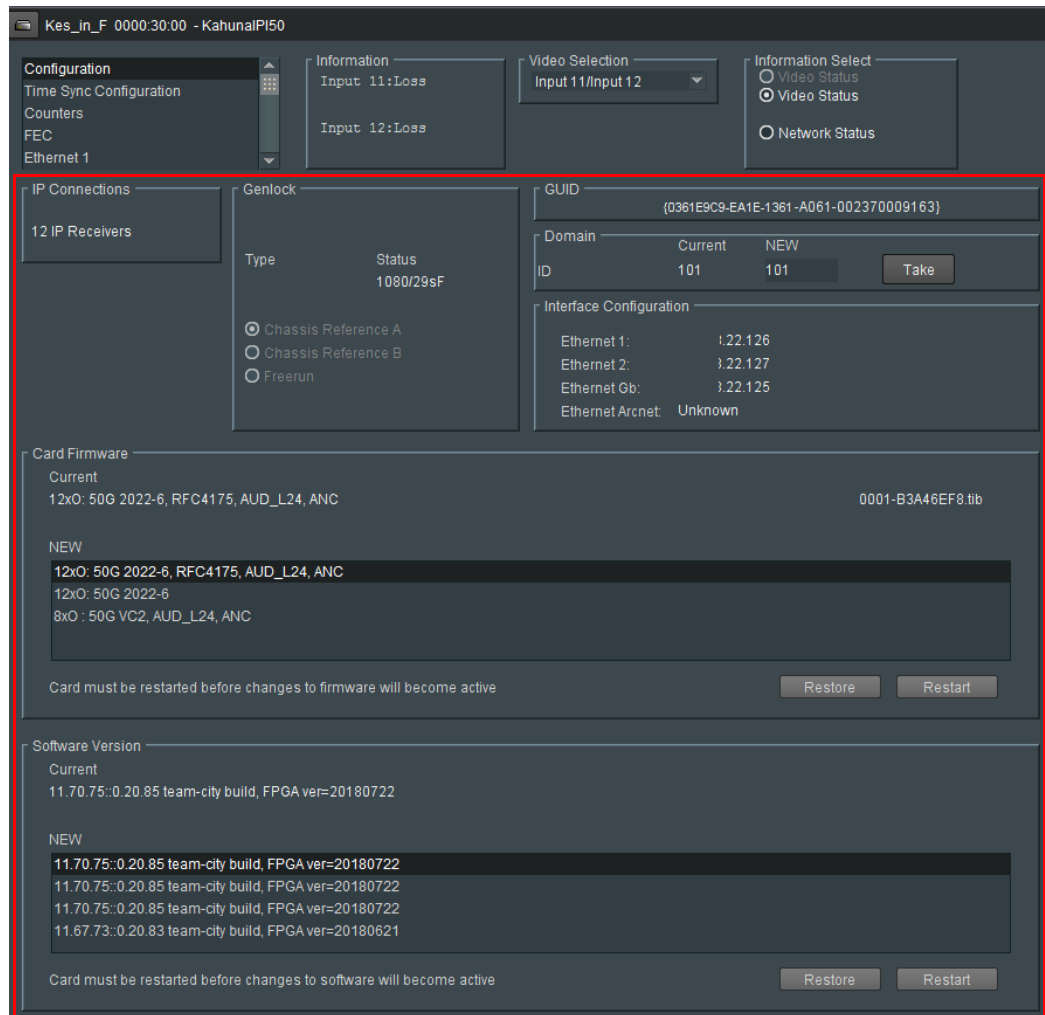 Kes_in_F 0000:30:00 - KahunaIPI50
Configuration
Time Sync Configuration
Counters
FEC
Ethernet 1
Information
Input 11:Loss
Input 12:Loss
Video Selection
Input 11/Input 12
Information Select
Video Status
Video Status
Network Status
IP Connections
12 IP Receivers
Genlock
Type Status
1080/29sF
Chassis Reference A
Chassis Reference B
Freerun
GUID
{0361E9C9-EA1E-1361-A061-002370009163}
Domain
Current NEW
ID 101 101 Take
Interface Configuration
Ethernet 1: .22.126
Ethernet 2: .22.127
Ethernet Gb: .22.125
Ethernet Arcnet: Unknown
Card Firmware
Current
12xO: 50G 2022-6, RFC4175, AUD_L24, ANC 0001-B3A46EF8.tib
NEW
12xO: 50G 2022-6, RFC4175, AUD_L24, ANC
12xO: 50G 2022-6
8xO : 50G VC2, AUD_L24, ANC
Card must be restarted before changes to firmware will become active Restore Restart
Software Version
Current
11.70.75::0.20.85 team-city build, FPGA ver=20180722
NEW
11.70.75::0.20.85 team-city build, FPGA ver=20180722
11.70.75::0.20.85 team-city build, FPGA ver=20180722
11.70.75::0.20.85 team-city build, FPGA ver=20180722
11.67.73::0.20.83 team-city build, FPGA ver=20180621
Card must be restarted before changes to software will become active Restore Restart